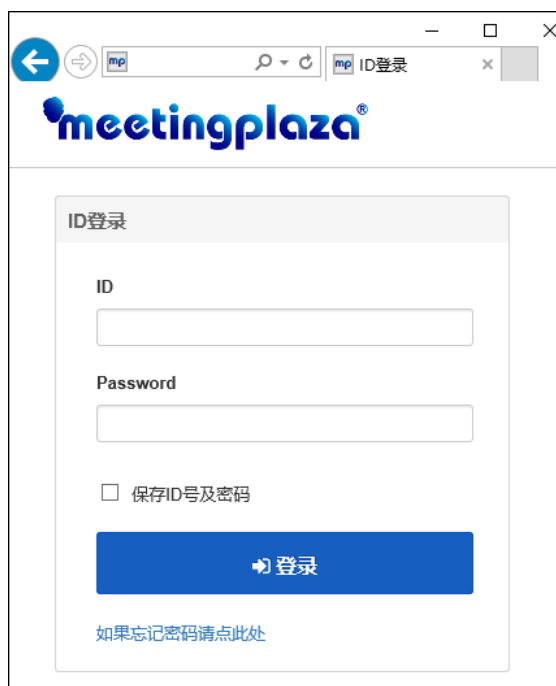 mp
mp ID登录
meetingplaza®
ID登录
ID
Password
保存ID号及密码
登录
如果忘记密码请点此处